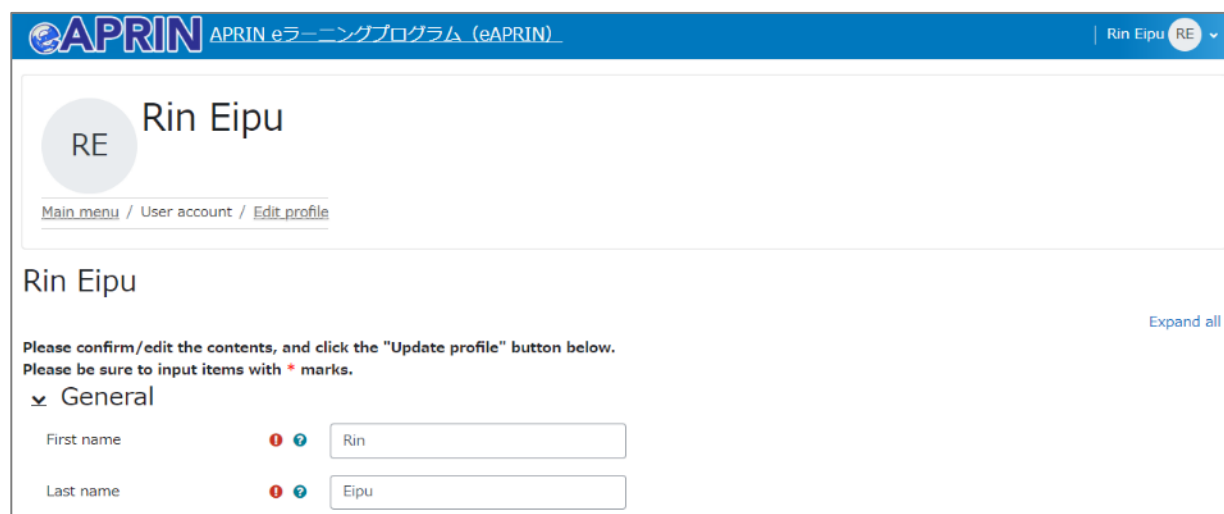 eAPRIN APRIN eラーニングプログラム（eAPRIN） Rin Eipu RE
RE Rin Eipu
Main menu / User account / Edit profile
Rin Eipu
Expand all
Please confirm/edit the contents, and click the "Update profile" button below.
Please be sure to input items with * marks.
General
First name Rin
Last name Eipu